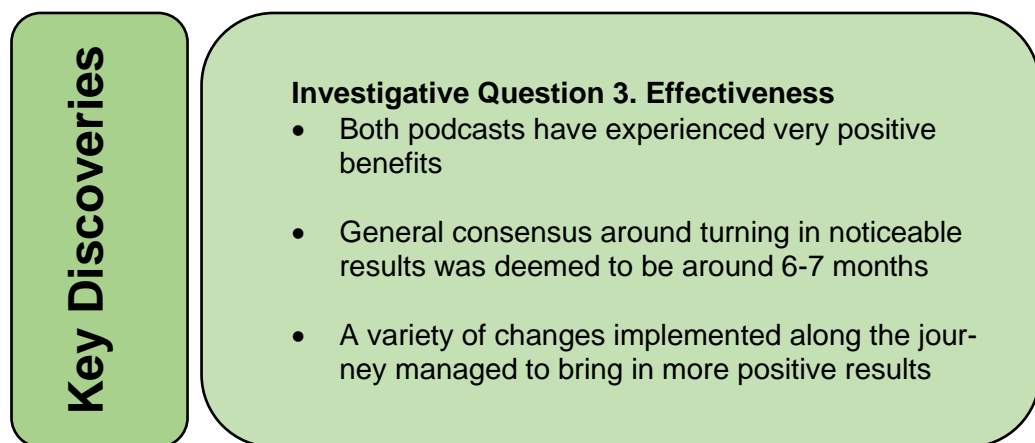 Key Discoveries
Investigative Question 3. Effectiveness
• Both podcasts have experienced very positive
benefits
• General consensus around turning in noticeable
results was deemed to be around 6-7 months
• A variety of changes implemented along the jour-
ney managed to bring in more positive results